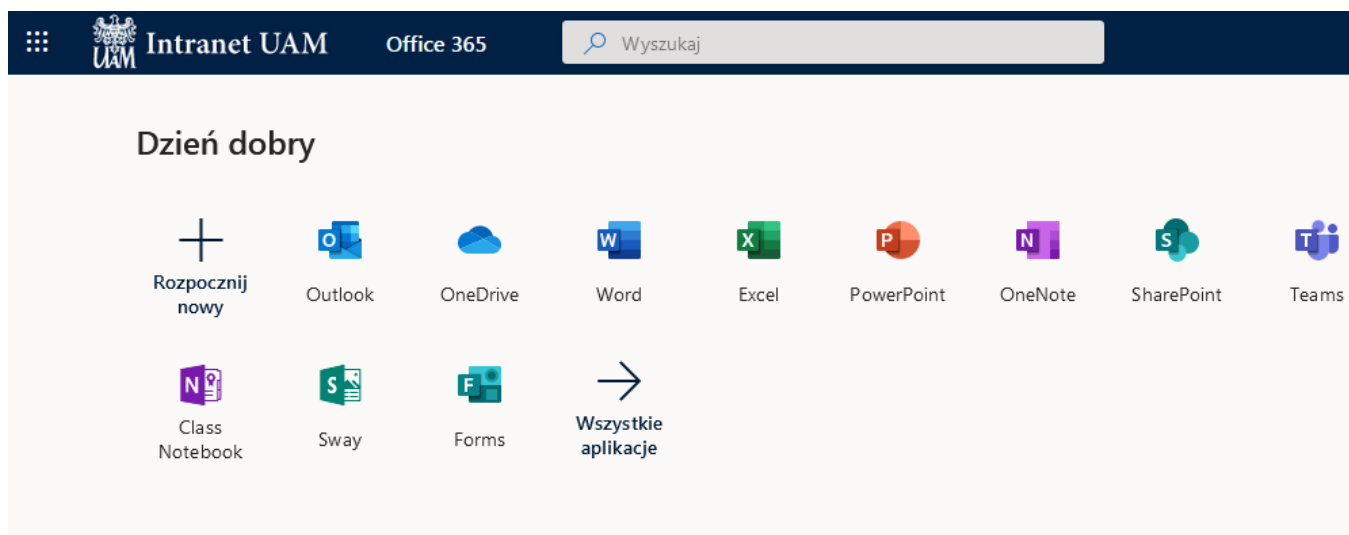 UAM Intranet UAM Office 365 Wyszukaj
Dzień dobry
Rozpocznij
nowy
Outlook
OneDrive
Word
Excel
PowerPoint
OneNote
SharePoint
Teams
Class
Notebook
Sway
Forms
Wszystkie
aplikacje